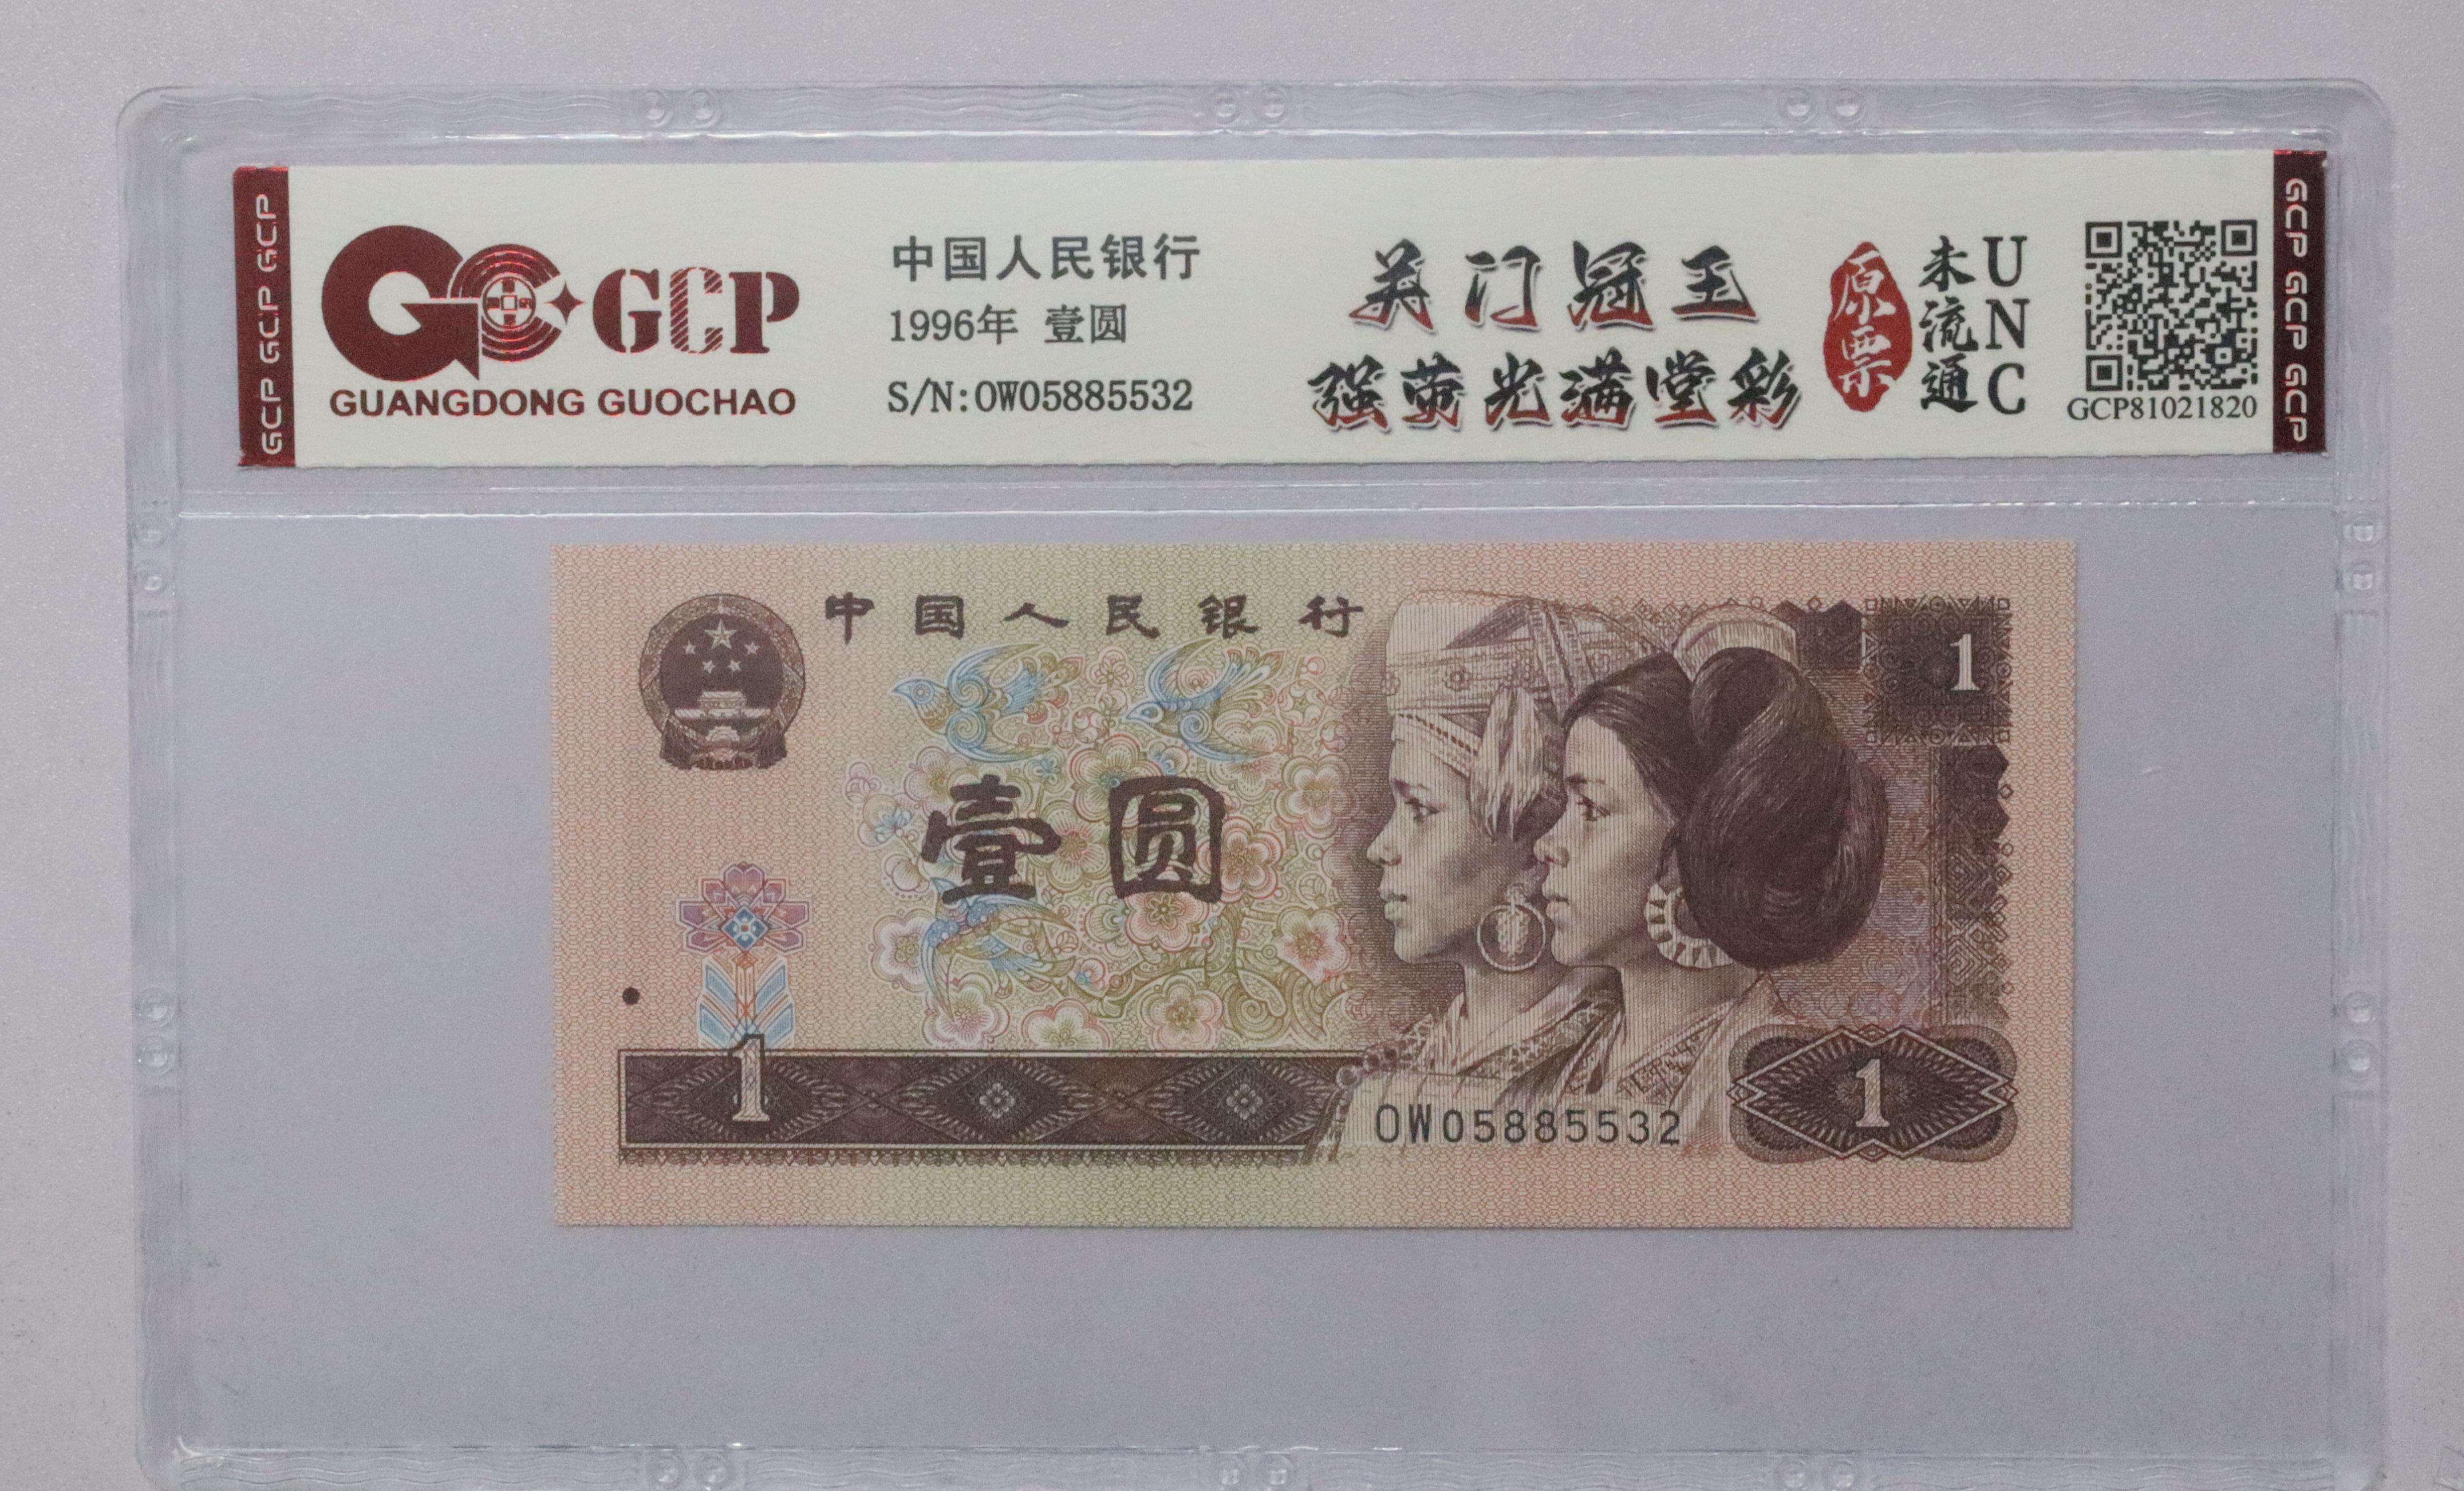 GCP GCP GCP
GCP
GUANGDONG GUOCHAO
中国人民银行
1996年 壹圆
S/N:OW05885532
关门冠王
强荧光满堂彩
原票
未流通
UNC
GCP81021820
GCP GCP GCP
中国人民银行
1
壹圆
1
OW05885532
1